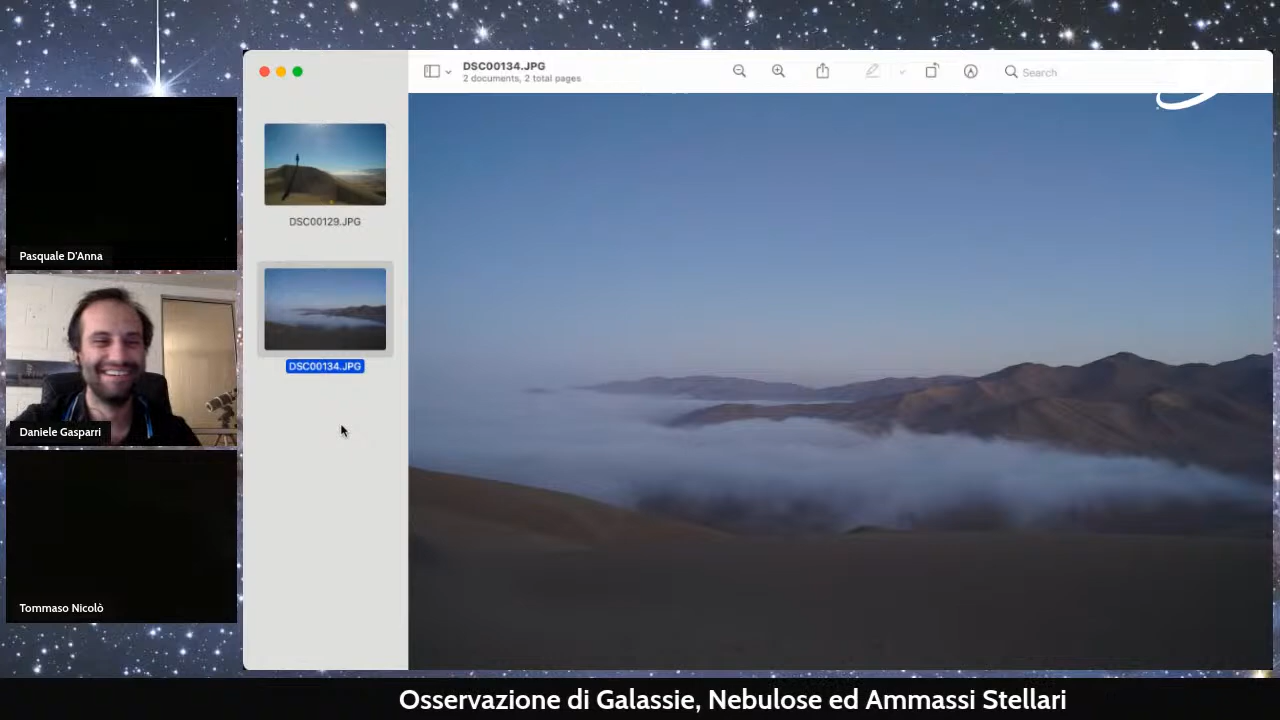 Pasquale D'Anna
Daniele Gasparri
Tommaso Nicolò
DSC00134.JPG
2 documents, 2 total pages
Search
DSC00129.JPG
DSC00134.JPG
Osservazione di Galassie, Nebulose ed Ammassi Stellari